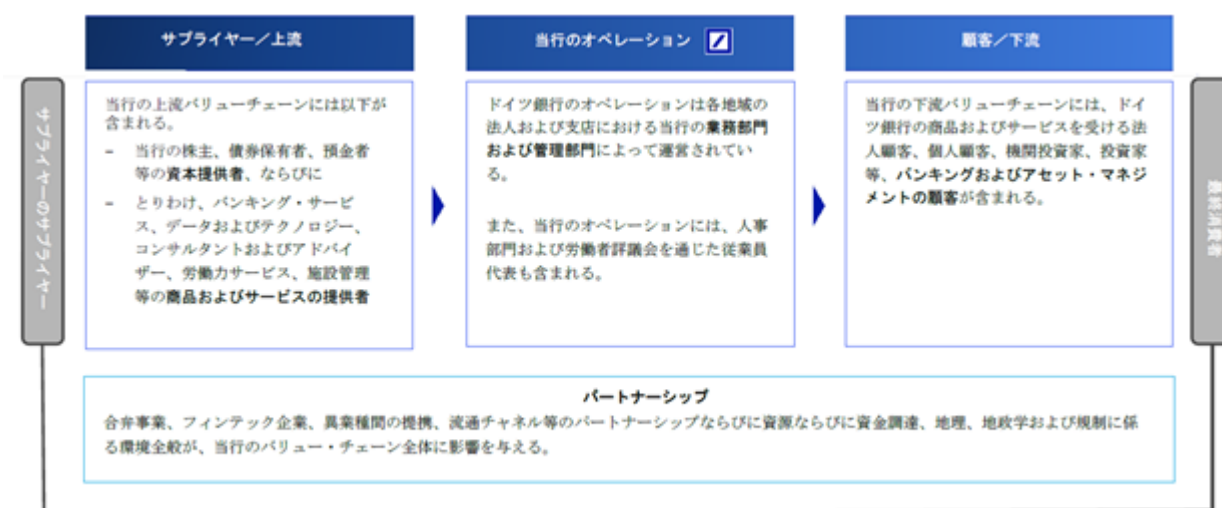 サプライヤー／上流
当行のオペレーション
顧客／下流
サプライヤーのサプライヤー
当行の上流バリューチェーンには以下が
含まれる。
－ 当行の株主、債券保有者、預金者
等の資本提供者、ならびに
－ とりわけ、バンキング・サービ
ス、データおよびテクノロジー、
コンサルタントおよびアドバイ
ザー、労働力サービス、施設管理
等の商品およびサービスの提供者
ドイツ銀行のオペレーションは各地域の
法人および支店における当行の業務部門
および管理部門によって運営されてい
る。
また、当行のオペレーションには、人事
部門および労働者評議会を通じた従業員
代表も含まれる。
当行の下流バリューチェーンには、ドイ
ツ銀行の商品およびサービスを受ける法
人顧客、個人顧客、機関投資家、投資家
等、バンキングおよびアセット・マネジ
メントの顧客が含まれる。
最終消費者
パートナーシップ
合弁事業、フィンテック企業、異業種間の提携、流通チャネル等のパートナーシップならびに資源ならびに資金調達、地理、地政学および規制に係
る環境全般が、当行のバリュー・チェーン全体に影響を与える。